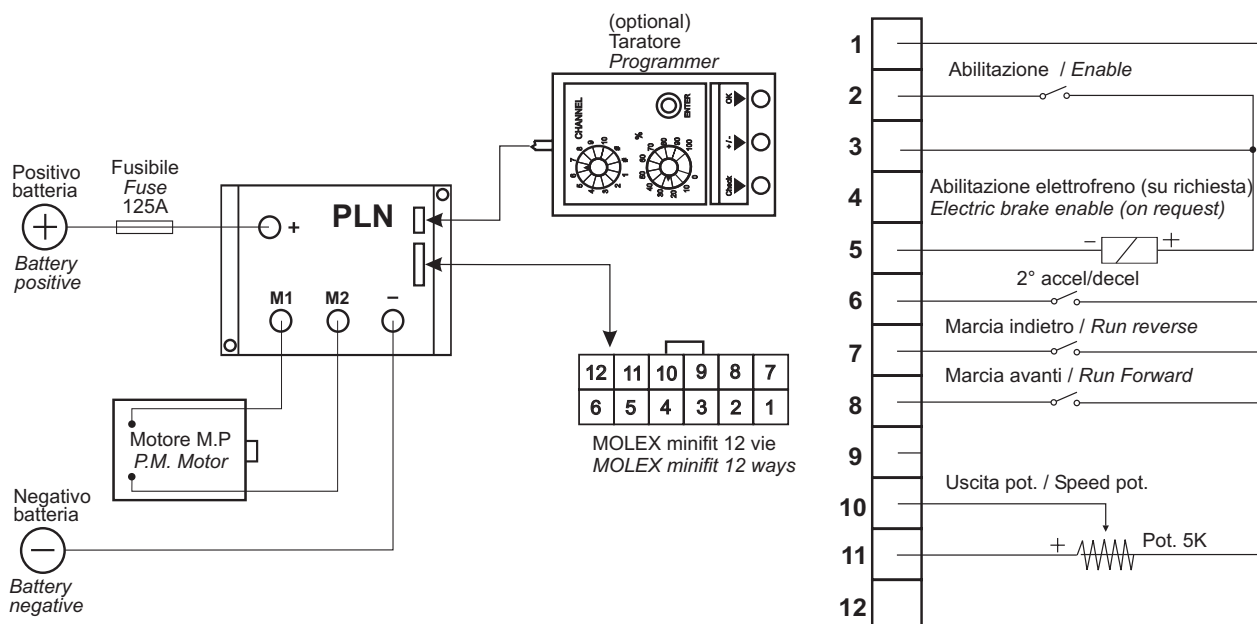 (optional)
Taratore
Programmer
CHANNEL
ENTER
%
OK
+/-
Check
Positivo
batteria
Battery
positive
Fusibile
Fuse
125A
+
PLN
M1
M2
–
Motore M.P
P.M. Motor
Negativo
batteria
Battery
negative
12 11 10 9 8 7
6 5 4 3 2 1
MOLEX minifit 12 vie
MOLEX minifit 12 ways
1
Abilitazione / Enable
2
3
4
Abilitazione elettrofreno (su richiesta)
Electric brake enable (on request)
5
– +
2° accel/decel
6
Marcia indietro / Run reverse
7
Marcia avanti / Run Forward
8
9
Uscita pot. / Speed pot.
10
11
+ Pot. 5K
12